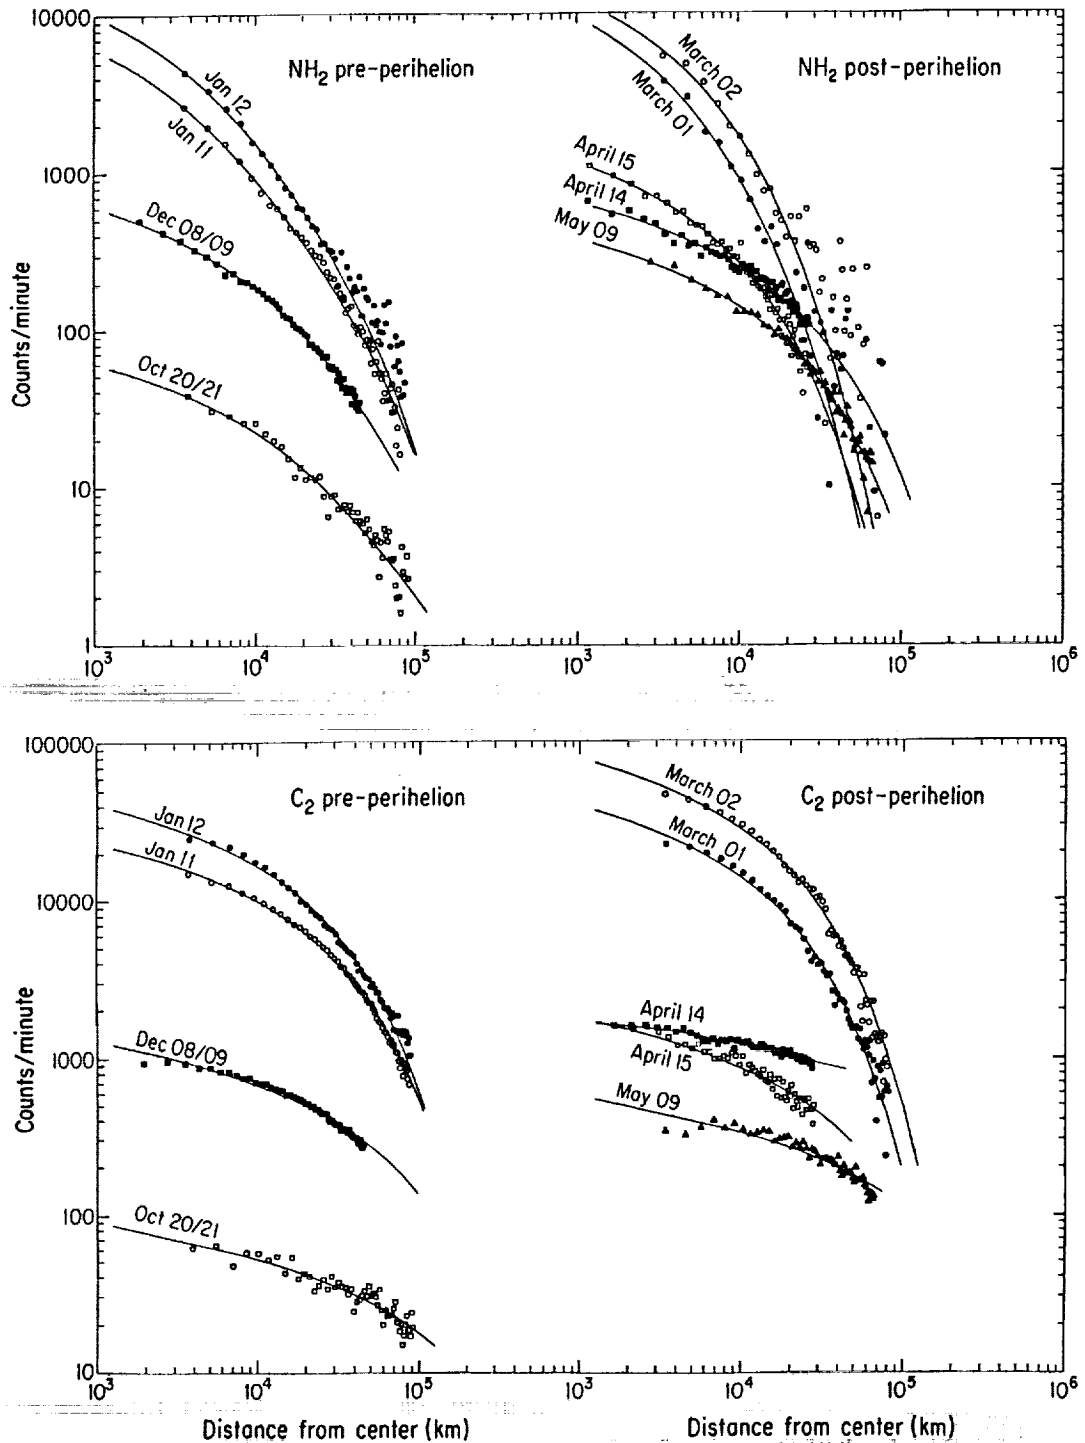 10000
1000
100
10
1
Counts/minute
NH2 pre-perihelion
Jan 12
Jan 11
Dec 08/09
Oct 20/21
NH2 post-perihelion
March 02
March 01
April 15
April 14
May 09
10^3 10^4 10^5 10^3 10^4 10^5 10^6
100000
10000
1000
100
10
Counts/minute
C2 pre-perihelion
Jan 12
Jan 11
Dec 08/09
Oct 20/21
C2 post-perihelion
March 02
March 01
April 14
April 15
May 09
10^3 10^4 10^5 10^3 10^4 10^5 10^6
Distance from center (km) Distance from center (km)